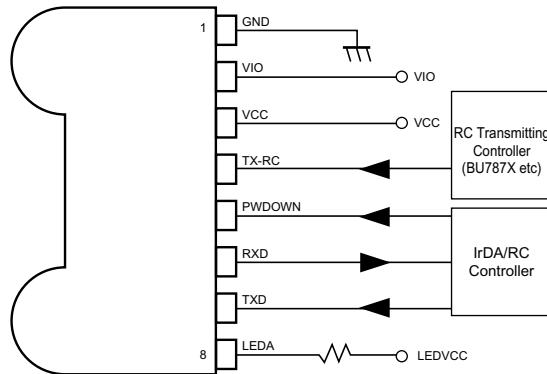 1
GND
VIO
VIO
VCC
VCC
RC Transmitting
Controller
(BU787X etc)
TX-RC
PWDOWN
RXD
IrDA/RC
Controller
TXD
8
LEDA
LEDVCC